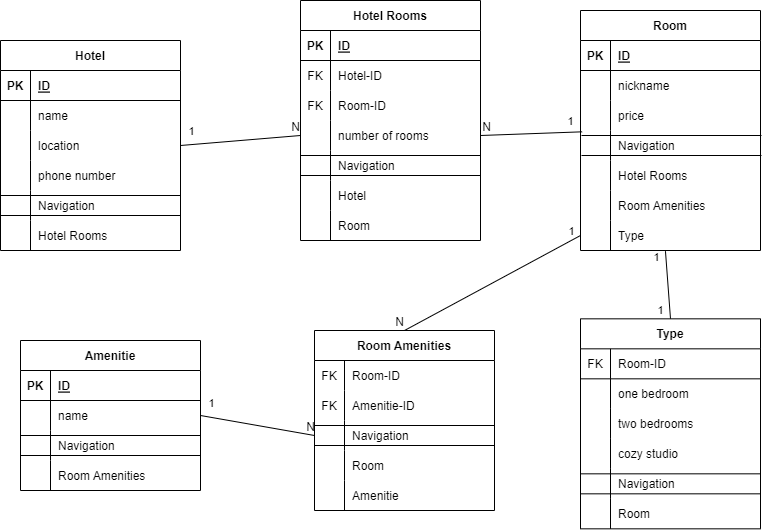 Hotel Rooms
PK ID
FK Hotel-ID
FK Room-ID
number of rooms
Navigation
Hotel
Room
Room
PK ID
nickname
price
Navigation
Hotel Rooms
Room Amenities
Type
Hotel
PK ID
name
location
phone number
Navigation
Hotel Rooms
1
N
N
1
1
N
1
1
Amenitie
PK ID
name
Navigation
Room Amenities
1
N
Room Amenities
FK Room-ID
FK Amenitie-ID
Navigation
Room
Amenitie
Type
FK Room-ID
one bedroom
two bedrooms
cozy studio
Navigation
Room